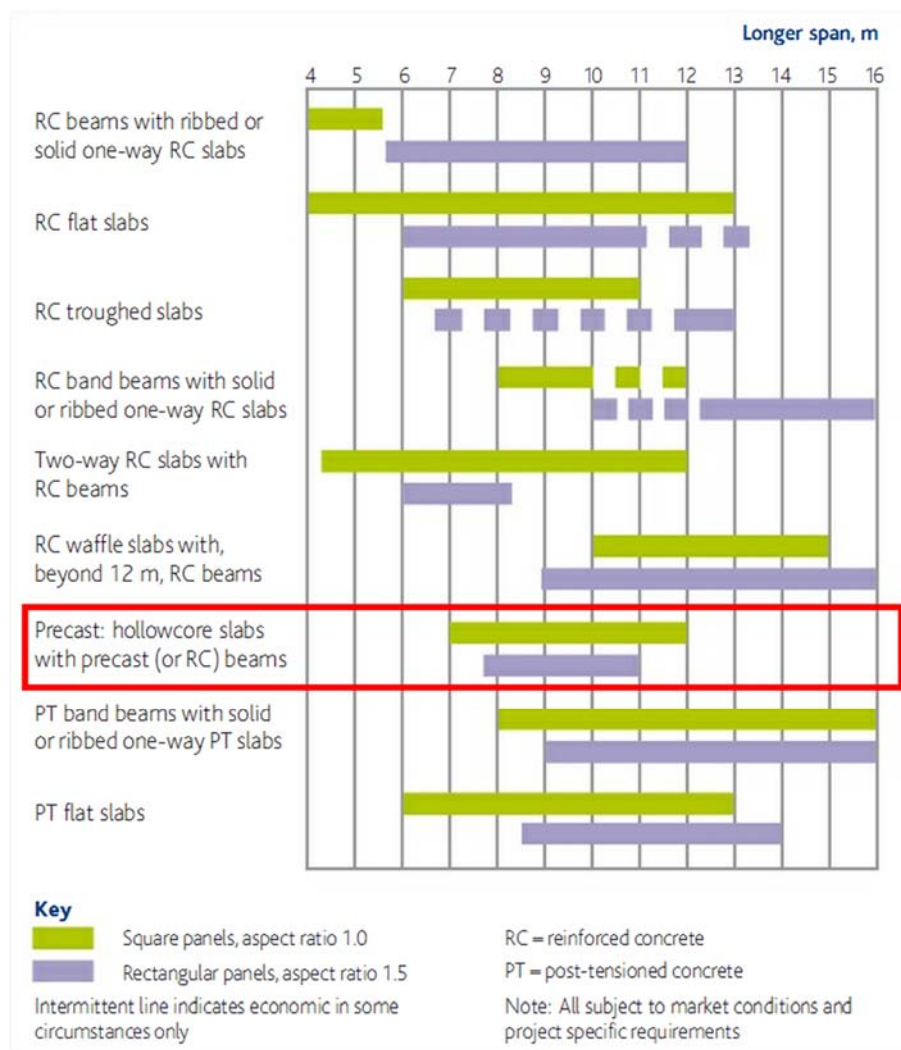 Longer span, m
4 5 6 7 8 9 10 11 12 13 14 15 16
RC beams with ribbed or
solid one-way RC slabs
RC flat slabs
RC troughed slabs
RC band beams with solid
or ribbed one-way RC slabs
Two-way RC slabs with
RC beams
RC waffle slabs with,
beyond 12 m, RC beams
Precast: hollowcore slabs
with precast (or RC) beams
PT band beams with solid
or ribbed one-way PT slabs
PT flat slabs
Key
Square panels, aspect ratio 1.0
Rectangular panels, aspect ratio 1.5
Intermittent line indicates economic in some
circumstances only
RC = reinforced concrete
PT = post-tensioned concrete
Note: All subject to market conditions and
project specific requirements